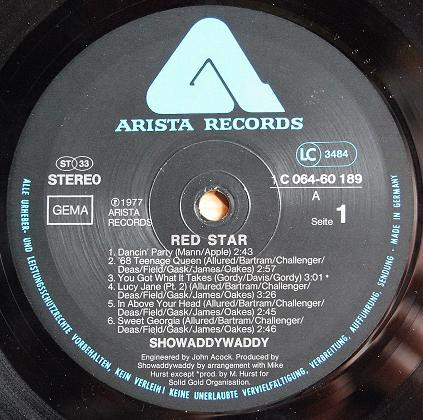 ARISTA RECORDS
ST 33
STEREO
GEMA
℗ 1977
ARISTA
RECORDS
LC 3484
1 C 064-60 189
A
Seite 1
RED STAR
1. Dancin' Party (Mann/Apple) 2:43
2. '68 Teenage Queen (Allured/Bartram/Challenger/
Deas/Field/Gask/James/Oakes) 2:57
3. You Got What It Takes (Gordy/Davis/Gordy) 3:01 *
4. Lucy Jane (Pt. 2) (Allured/Bartram/Challenger/
Deas/Field/Gask/James/Oakes) 3:26
5. In Above Your Head (Allured/Bartram/Challenger/
Deas/Field/Gask/James/Oakes) 2:50
6. Sweet Georgia (Allured/Bartram/Challenger/
Deas/Field/Gask/James/Oakes) 2:46
SHOWADDYWADDY
Engineered by John Acock. Produced by
Showaddywaddy by arrangement with Mike
Hurst except *prod. by M. Hurst for
Solid Gold Organisation.
ALLE URHEBER- UND LEISTUNGSSCHUTZRECHTE VORBEHALTEN. KEIN VERLEIH! KEINE UNERLAUBTE VERVIELFÄLTIGUNG, VERBREITUNG, AUFFÜHRUNG, SENDUNG - MADE IN GERMANY